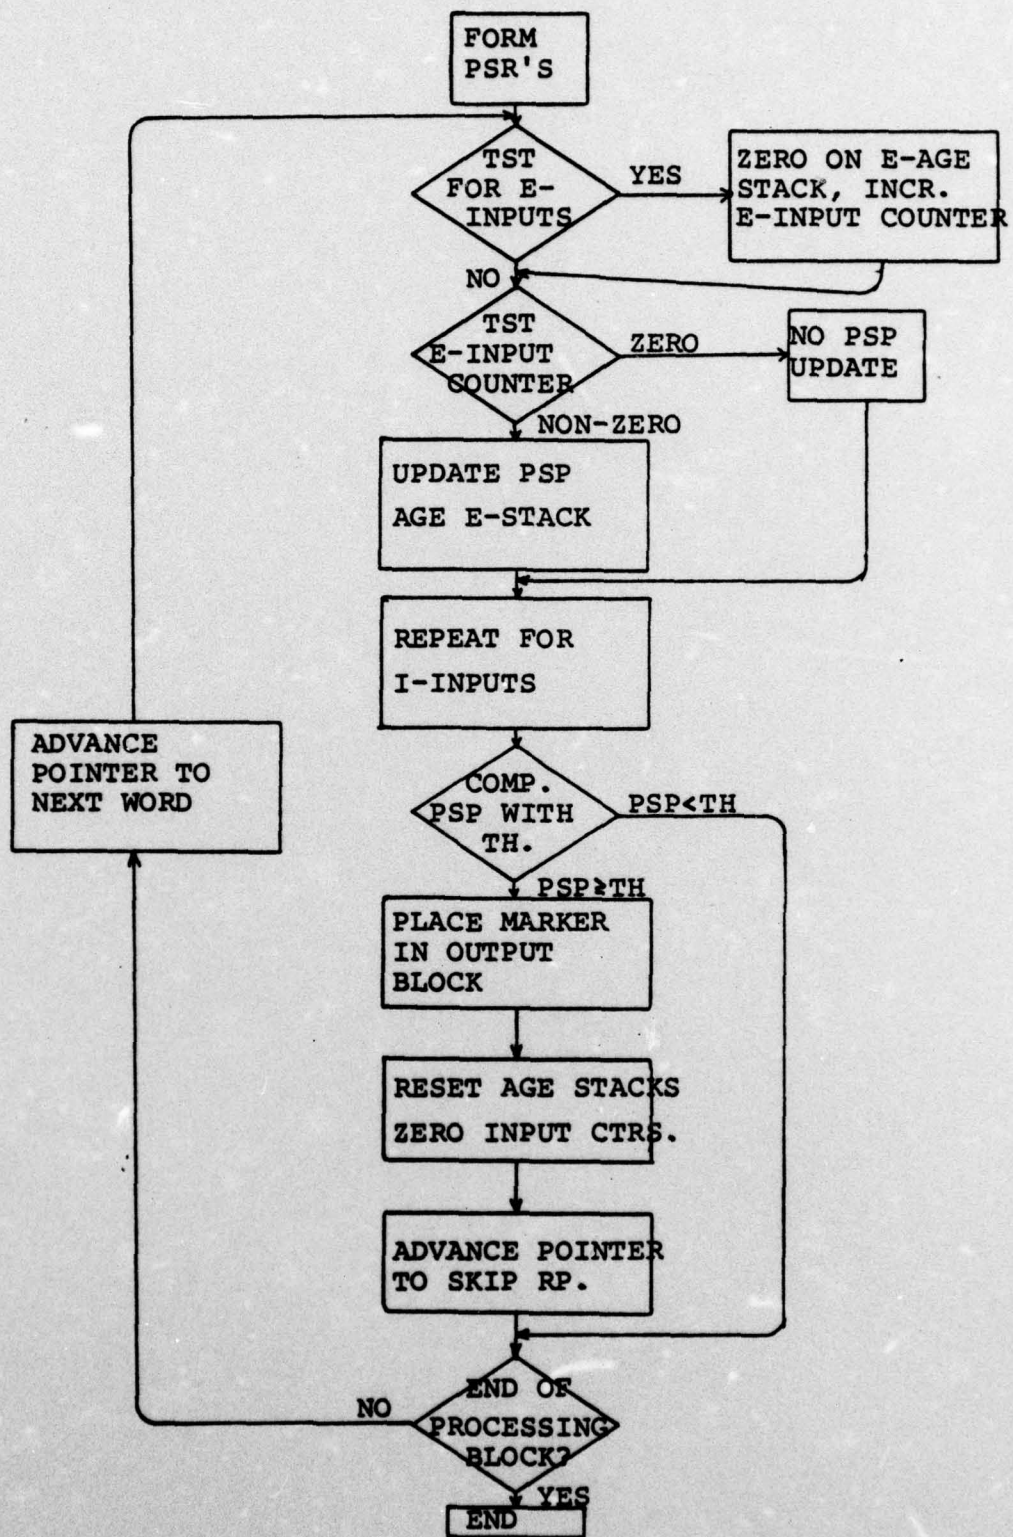 FORM
PSR'S
TST
FOR E-
INPUTS
YES
ZERO ON E-AGE
STACK, INCR.
E-INPUT COUNTER
NO
TST
E-INPUT
COUNTER
ZERO
NO PSP
UPDATE
NON-ZERO
UPDATE PSP
AGE E-STACK
REPEAT FOR
I-INPUTS
ADVANCE
POINTER TO
NEXT WORD
COMP.
PSP WITH
TH.
PSP<TH
PSP≥TH
PLACE MARKER
IN OUTPUT
BLOCK
RESET AGE STACKS
ZERO INPUT CTRS.
ADVANCE POINTER
TO SKIP RP.
END OF
PROCESSING
BLOCK?
NO
YES
END